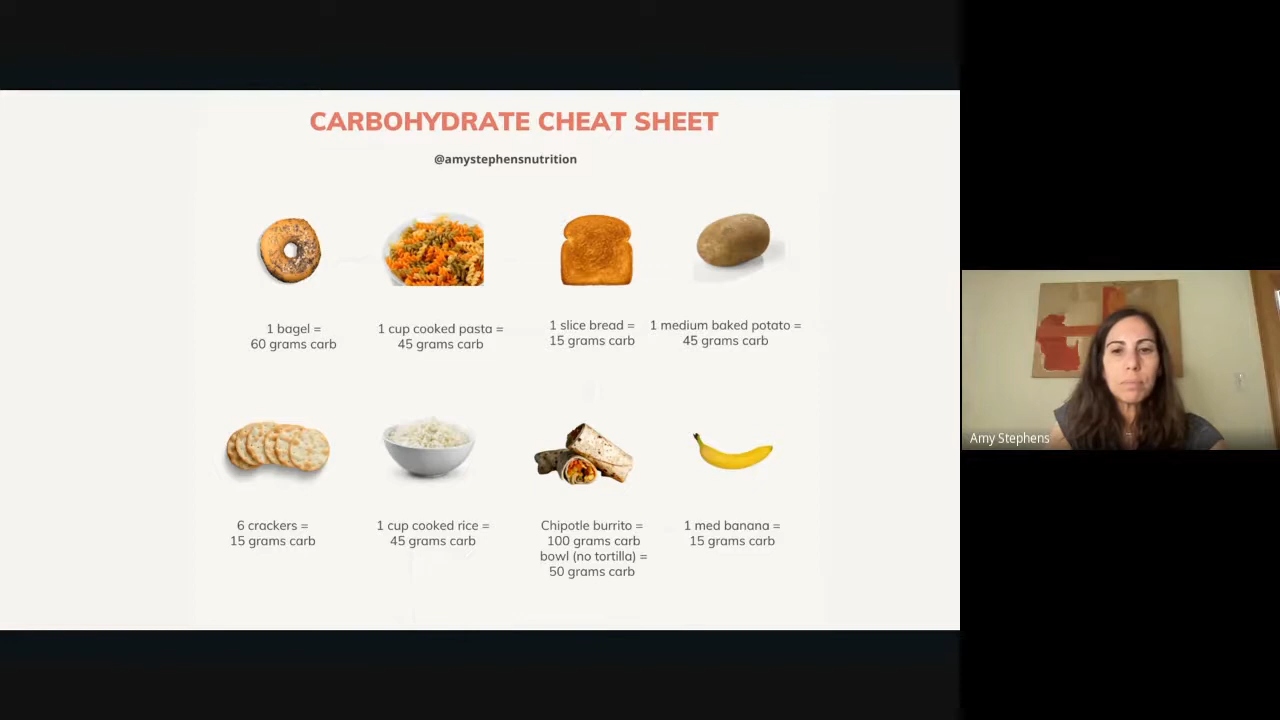 CARBOHYDRATE CHEAT SHEET
@amystephensnutrition
1 bagel =
60 grams carb
1 cup cooked pasta =
45 grams carb
1 slice bread =
15 grams carb
1 medium baked potato =
45 grams carb
6 crackers =
15 grams carb
1 cup cooked rice =
45 grams carb
Chipotle burrito =
100 grams carb
bowl (no tortilla) =
50 grams carb
1 med banana =
15 grams carb
Amy Stephens